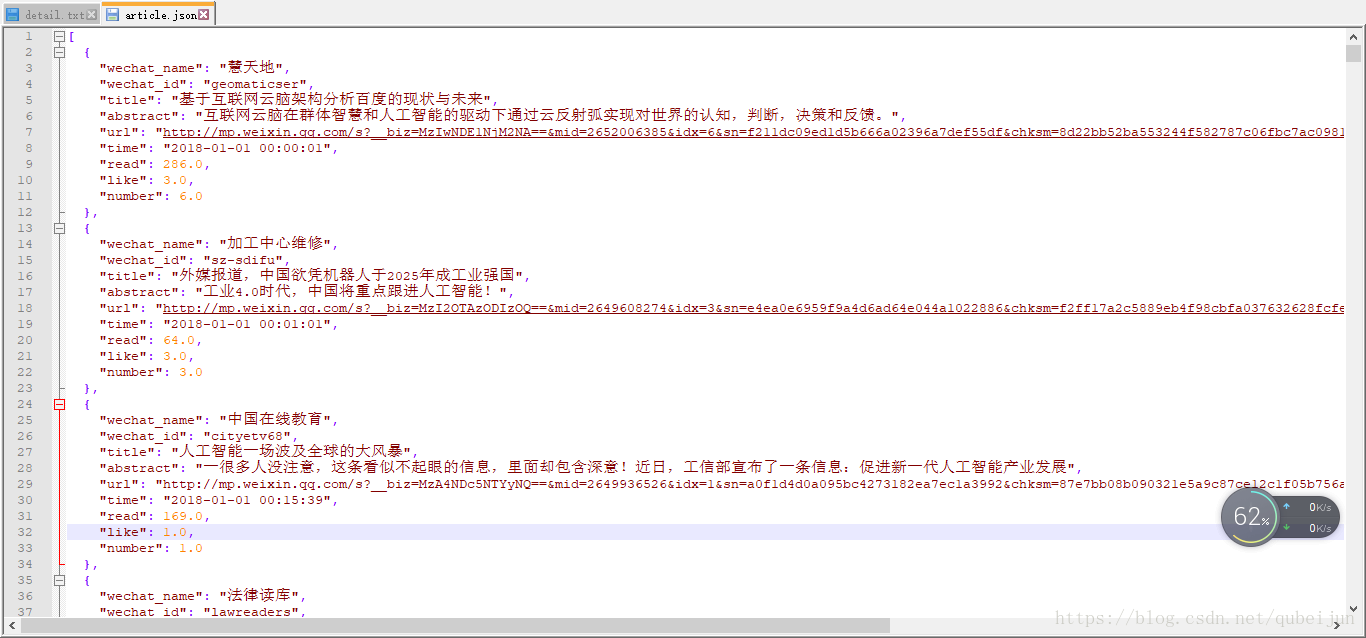 detail.txt article.json
1 [
2 {
3 "wechat_name": "慧天地",
4 "wechat_id": "geomaticser",
5 "title": "基于互联网云脑架构分析百度的现状与未来",
6 "abstract": "互联网云脑在群体智慧和人工智能的驱动下通过云反射弧实现对世界的认知，判断，决策和反馈。",
7 "url": "http://mp.weixin.qq.com/s?__biz=MzIwNDE1NjM2NA==&mid=2652006385&idx=6&sn=f211dc09ed1d5b666a02396a7def55df&chksm=8d22bb52ba553244f582787c06fbc7ac0981
8 "time": "2018-01-01 00:00:01",
9 "read": 286.0,
10 "like": 3.0,
11 "number": 6.0
12 },
13 {
14 "wechat_name": "加工中心维修",
15 "wechat_id": "sz-sdifu",
16 "title": "外媒报道，中国欲凭机器人于2025年成工业强国",
17 "abstract": "工业4.0时代，中国将重点跟进人工智能！",
18 "url": "http://mp.weixin.qq.com/s?__biz=MzI2OTAzODIzOQ==&mid=2649608274&idx=3&sn=e4ea0e6959f9a4d6ad64e044a1022886&chksm=f2ff17a2c5889eb4f98cbfa037632628fcfe
19 "time": "2018-01-01 00:01:01",
20 "read": 64.0,
21 "like": 3.0,
22 "number": 3.0
23 },
24 {
25 "wechat_name": "中国在线教育",
26 "wechat_id": "cityetv68",
27 "title": "人工智能一场波及全球的大风暴",
28 "abstract": "一很多人没注意，这条看似不起眼的信息，里面却包含深意！近日，工信部宣布了一条信息：促进新一代人工智能产业发展",
29 "url": "http://mp.weixin.qq.com/s?__biz=MzA4NDc5NTYyNQ==&mid=2649936526&idx=1&sn=a0f1d4d0a095bc4273182ea7ec1a3992&chksm=87e7bb08b090321e5a9c87ce12c1f05b756a
30 "time": "2018-01-01 00:15:39",
31 "read": 169.0,
32 "like": 1.0,
33 "number": 1.0
34 },
35 {
36 "wechat_name": "法律读库",
37 "wechat_id": "lawreaders",
62%
0K/s
0K/s
https://blog.csdn.net/qubeijun